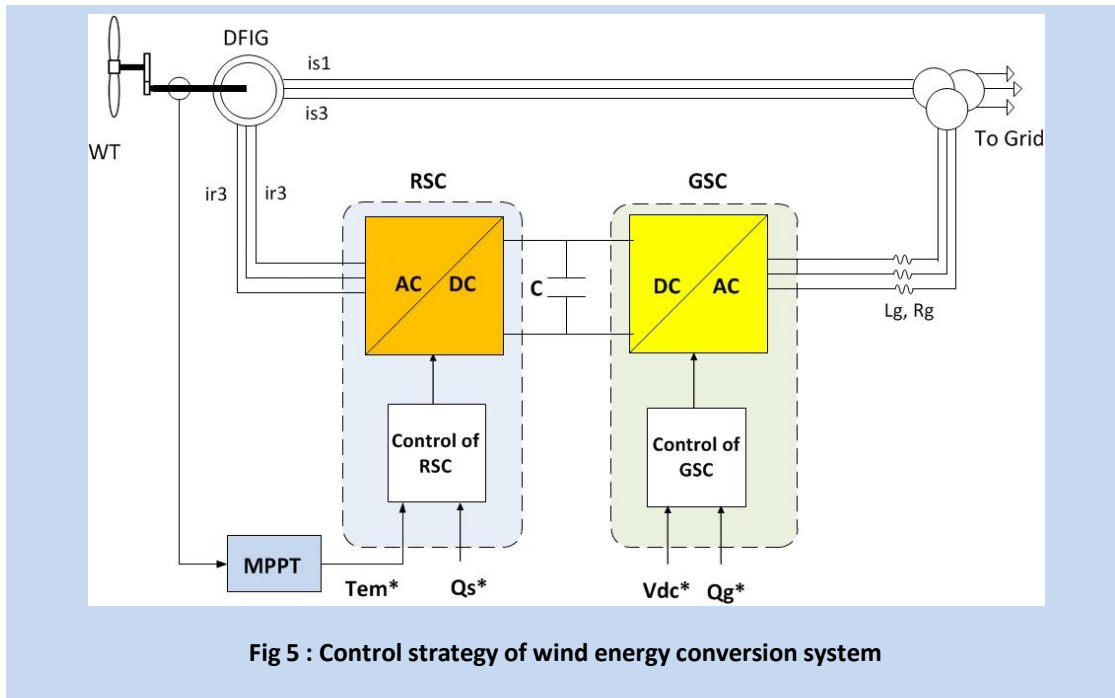 DFIG
is1
is3
WT
To Grid
ir3
ir3
RSC
GSC
AC
DC
C
DC
AC
Lg, Rg
Control of
RSC
Control of
GSC
MPPT
Tem*
Qs*
Vdc*
Qg*
Fig 5 : Control strategy of wind energy conversion system